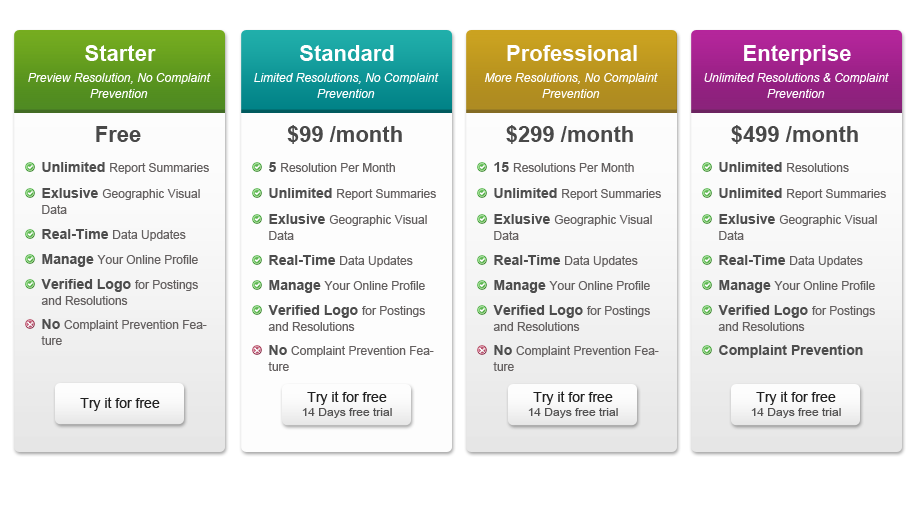 Starter
Preview Resolution, No Complaint
Prevention
Free
Unlimited Report Summaries
Exlusive Geographic Visual
Data
Real-Time Data Updates
Manage Your Online Profile
Verified Logo for Postings
and Resolutions
No Complaint Prevention Fea-
ture
Try it for free
Standard
Limited Resolutions, No Complaint
Prevention
$99 /month
5 Resolution Per Month
Unlimited Report Summaries
Exlusive Geographic Visual
Data
Real-Time Data Updates
Manage Your Online Profile
Verified Logo for Postings
and Resolutions
No Complaint Prevention Fea-
ture
Try it for free
14 Days free trial
Professional
More Resolutions, No Complaint
Prevention
$299 /month
15 Resolutions Per Month
Unlimited Report Summaries
Exlusive Geographic Visual
Data
Real-Time Data Updates
Manage Your Online Profile
Verified Logo for Postings
and Resolutions
No Complaint Prevention Fea-
ture
Try it for free
14 Days free trial
Enterprise
Unlimited Resolutions & Complaint
Prevention
$499 /month
Unlimited Resolutions
Unlimited Report Summaries
Exlusive Geographic Visual
Data
Real-Time Data Updates
Manage Your Online Profile
Verified Logo for Postings
and Resolutions
Complaint Prevention
Try it for free
14 Days free trial